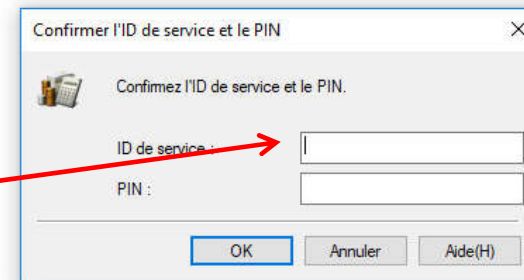 Confirmer l'ID de service et le PIN
Confirmez l'ID de service et le PIN.
ID de service :
PIN :
OK Annuler Aide(H)